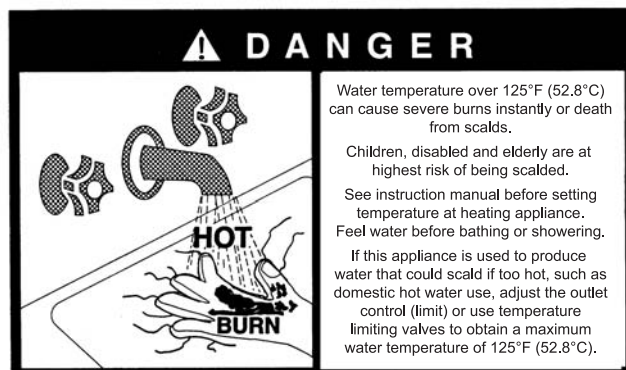 DANGER
HOT
BURN
Water temperature over 125°F (52.8°C)
can cause severe burns instantly or death
from scalds.
Children, disabled and elderly are at
highest risk of being scalded.
See instruction manual before setting
temperature at heating appliance.
Feel water before bathing or showering.
If this appliance is used to produce
water that could scald if too hot, such as
domestic hot water use, adjust the outlet
control (limit) or use temperature
limiting valves to obtain a maximum
water temperature of 125°F (52.8°C).